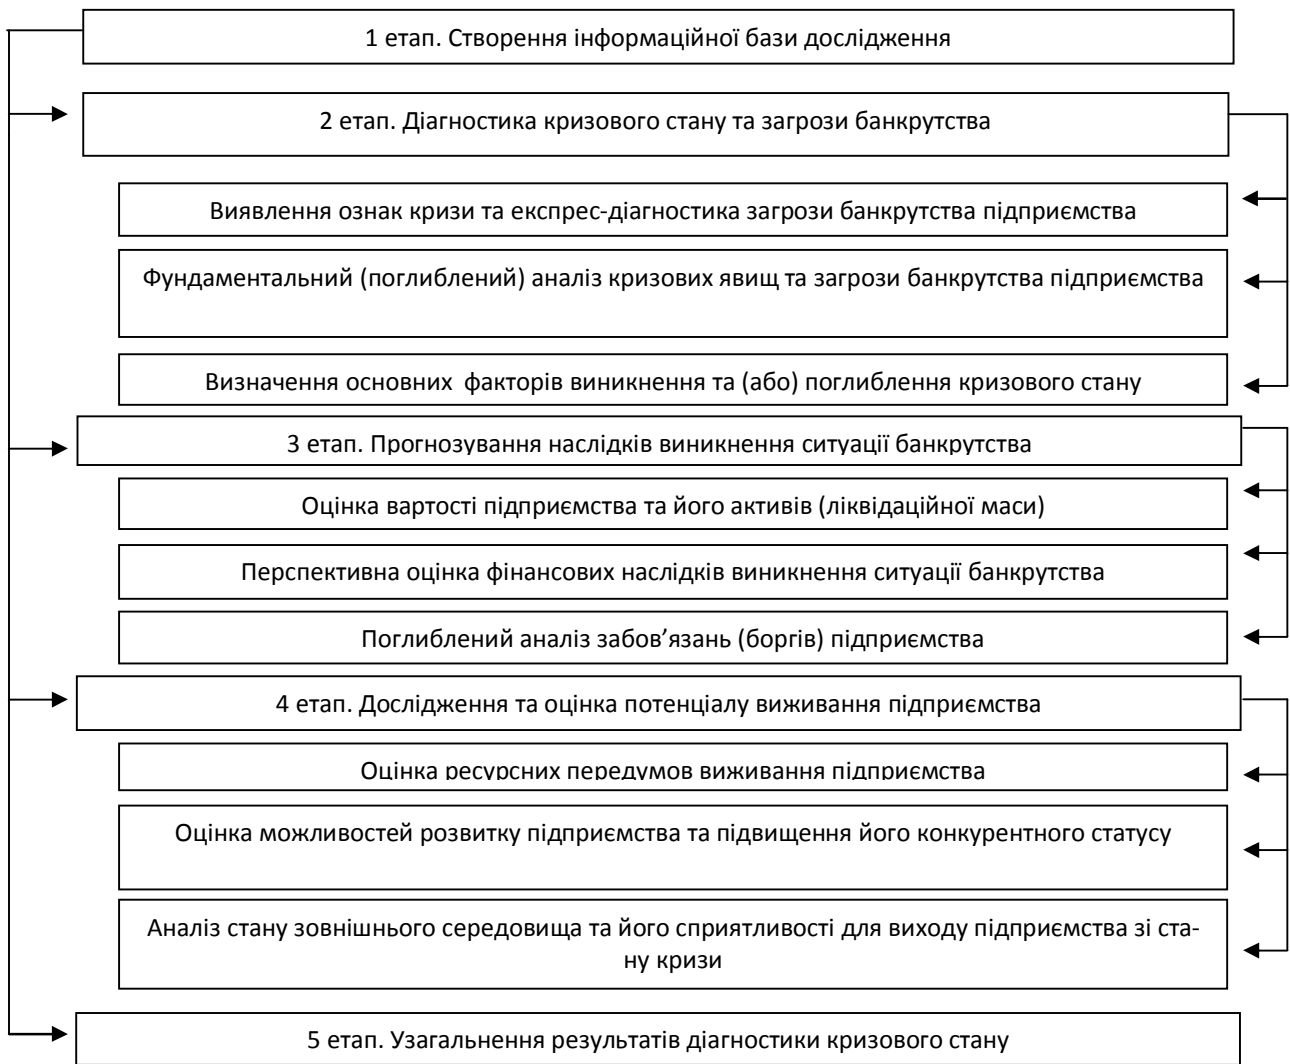 1 етап. Створення інформаційної бази дослідження
2 етап. Діагностика кризового стану та загрози банкрутства
Виявлення ознак кризи та експрес-діагностика загрози банкрутства підприємства
Фундаментальний (поглиблений) аналіз кризових явищ та загрози банкрутства підприємства
Визначення основних факторів виникнення та (або) поглиблення кризового стану
3 етап. Прогнозування наслідків виникнення ситуації банкрутства
Оцінка вартості підприємства та його активів (ліквідаційної маси)
Перспективна оцінка фінансових наслідків виникнення ситуації банкрутства
Поглиблений аналіз забов’язань (боргів) підприємства
4 етап. Дослідження та оцінка потенціалу виживання підприємства
Оцінка ресурсних передумов виживання підприємства
Оцінка можливостей розвитку підприємства та підвищення його конкурентного статусу
Аналіз стану зовнішнього середовища та його сприятливості для виходу підприємства зі ста-
ну кризи
5 етап. Узагальнення результатів діагностики кризового стану